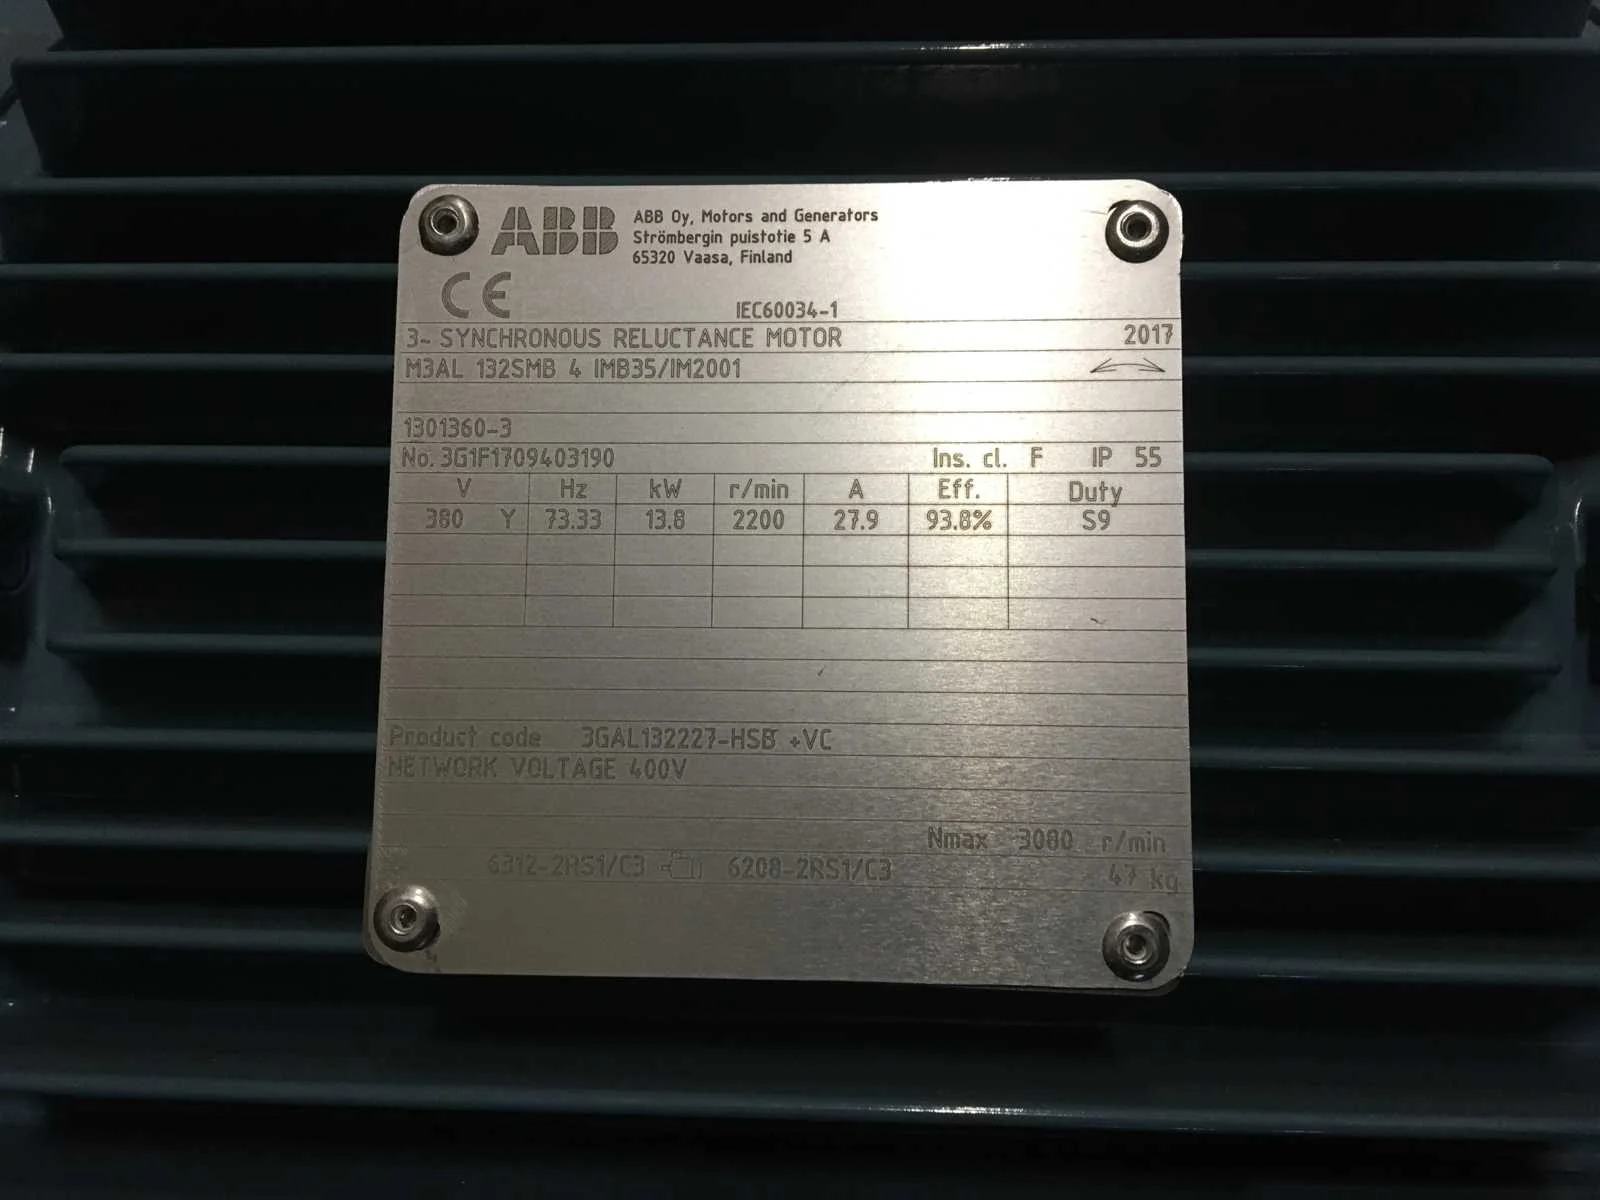 ABB
ABB Oy, Motors and Generators
Strömbergin puistotie 5 A
65320 Vaasa, Finland
CE
IEC60034-1
3~ SYNCHRONOUS RELUCTANCE MOTOR 2017
M3AL 132SMB 4 IMB35/IM2001
1301360-3
No. 3G1F1709403190 Ins. cl. F IP 55
V Hz kW r/min A Eff. Duty
380 Y 73.33 13.8 2200 27.9 93.8% S9
Product code 3GAL132227-HSB +VC
NETWORK VOLTAGE 400V
Nmax 3080 r/min
6312-2RS1/C3 6208-2RS1/C3 47 kg